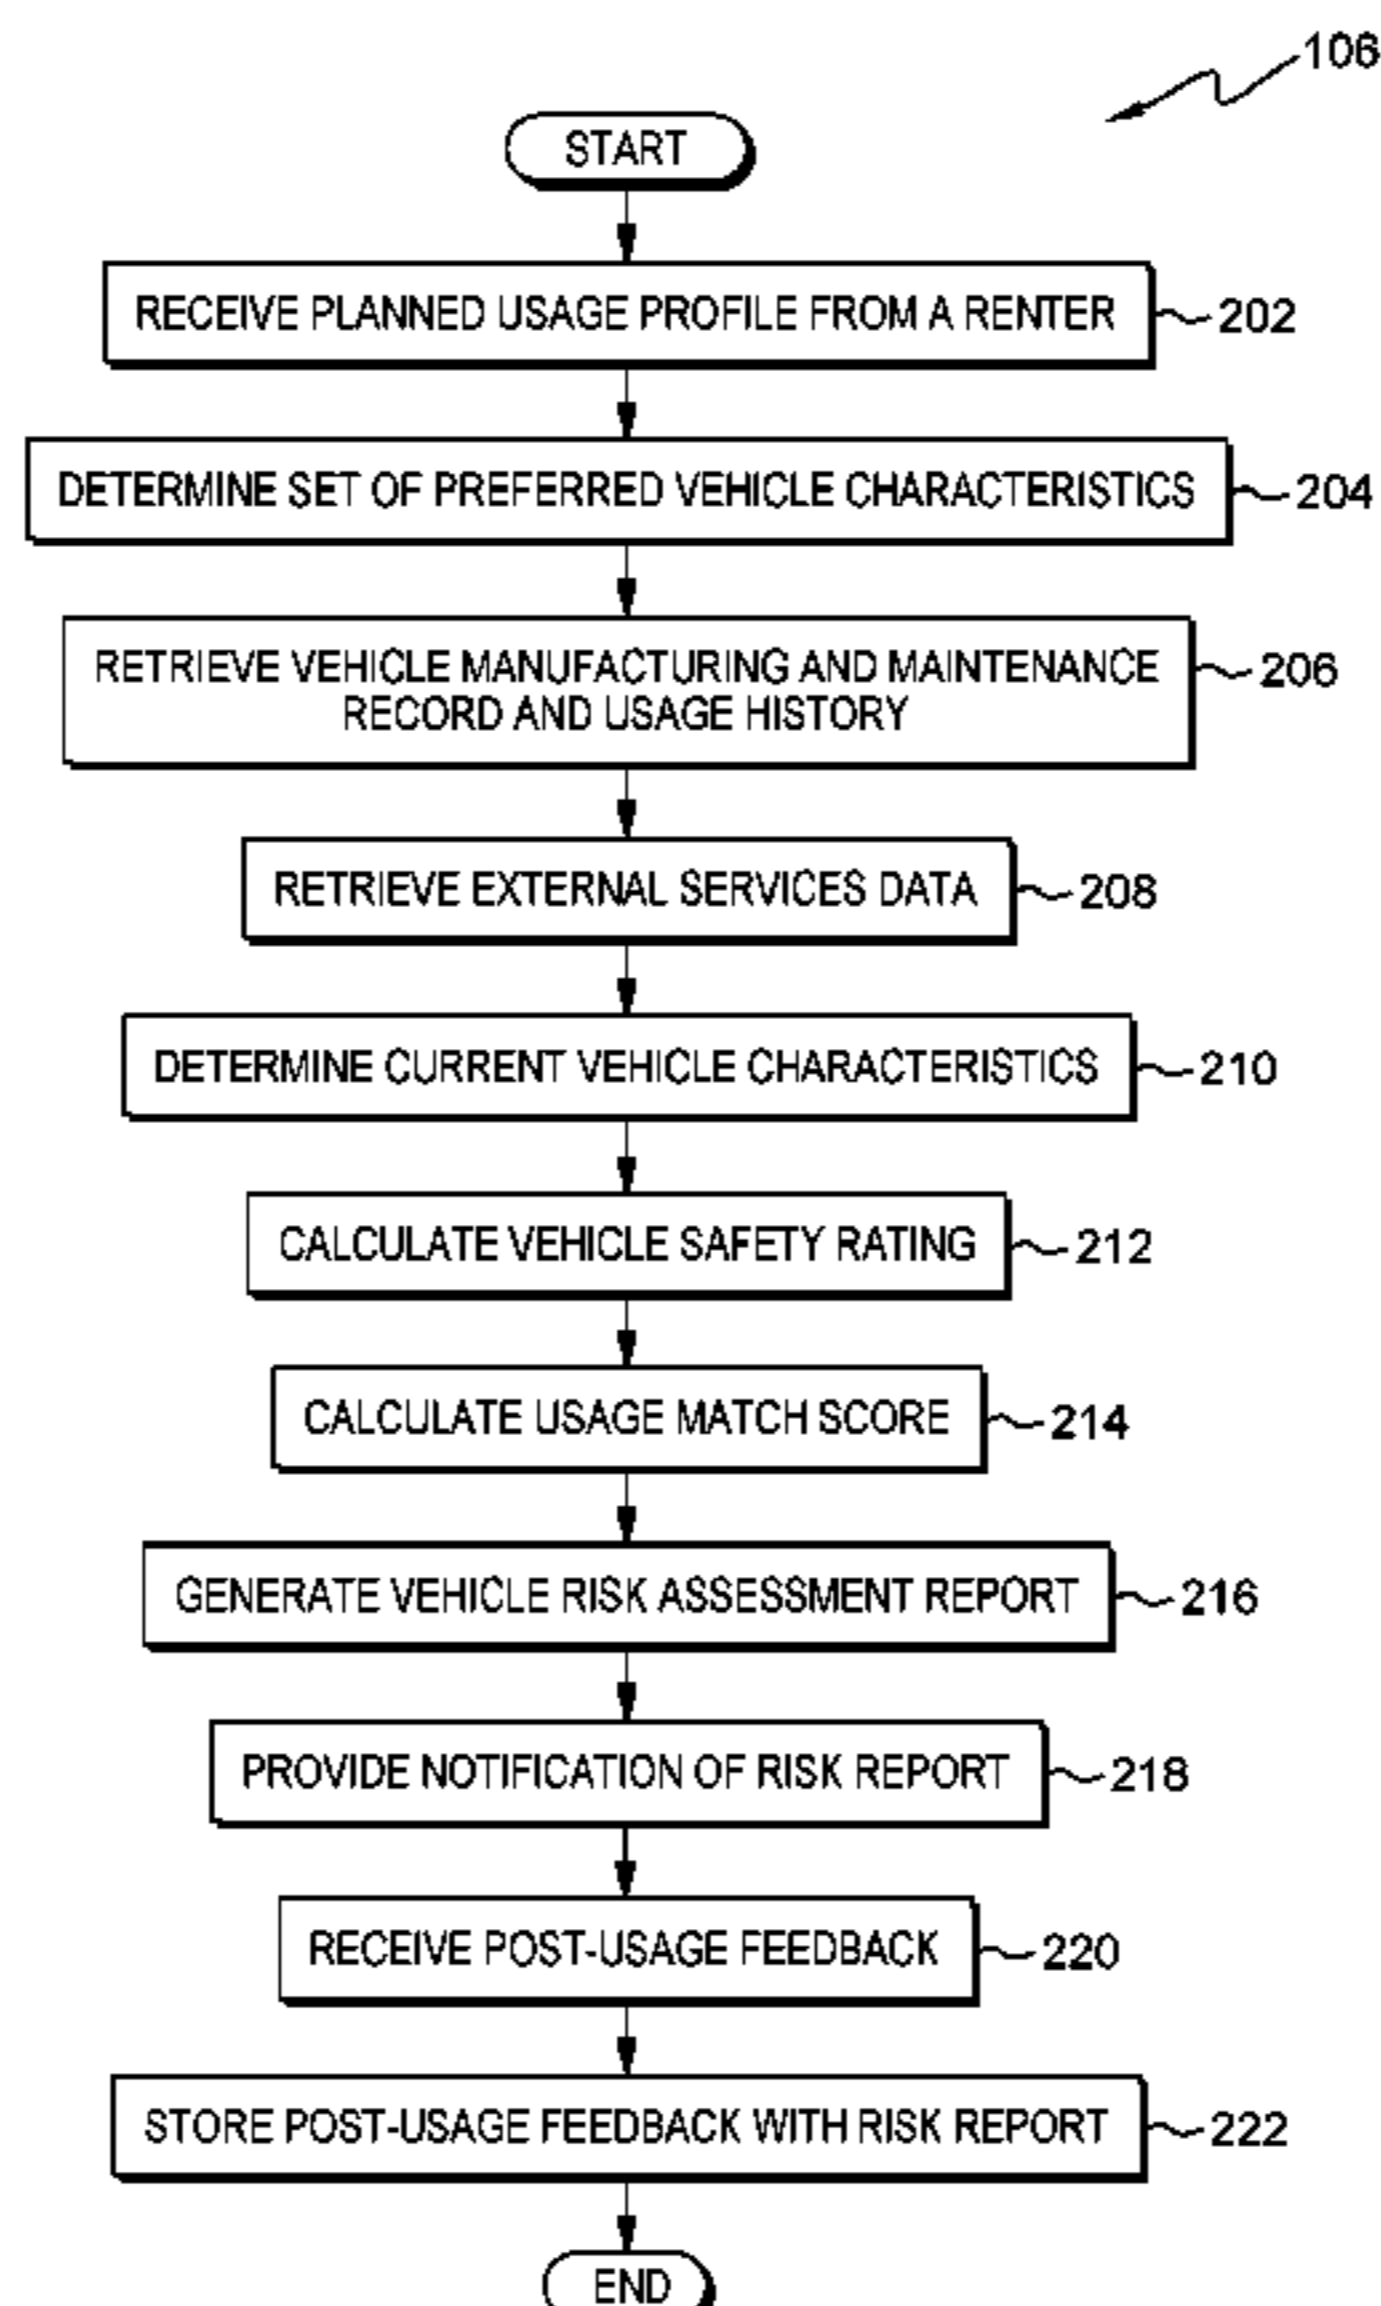 106
START
RECEIVE PLANNED USAGE PROFILE FROM A RENTER
202
DETERMINE SET OF PREFERRED VEHICLE CHARACTERISTICS
204
RETRIEVE VEHICLE MANUFACTURING AND MAINTENANCE
RECORD AND USAGE HISTORY
206
RETRIEVE EXTERNAL SERVICES DATA
208
DETERMINE CURRENT VEHICLE CHARACTERISTICS
210
CALCULATE VEHICLE SAFETY RATING
212
CALCULATE USAGE MATCH SCORE
214
GENERATE VEHICLE RISK ASSESSMENT REPORT
216
PROVIDE NOTIFICATION OF RISK REPORT
218
RECEIVE POST-USAGE FEEDBACK
220
STORE POST-USAGE FEEDBACK WITH RISK REPORT
222
END